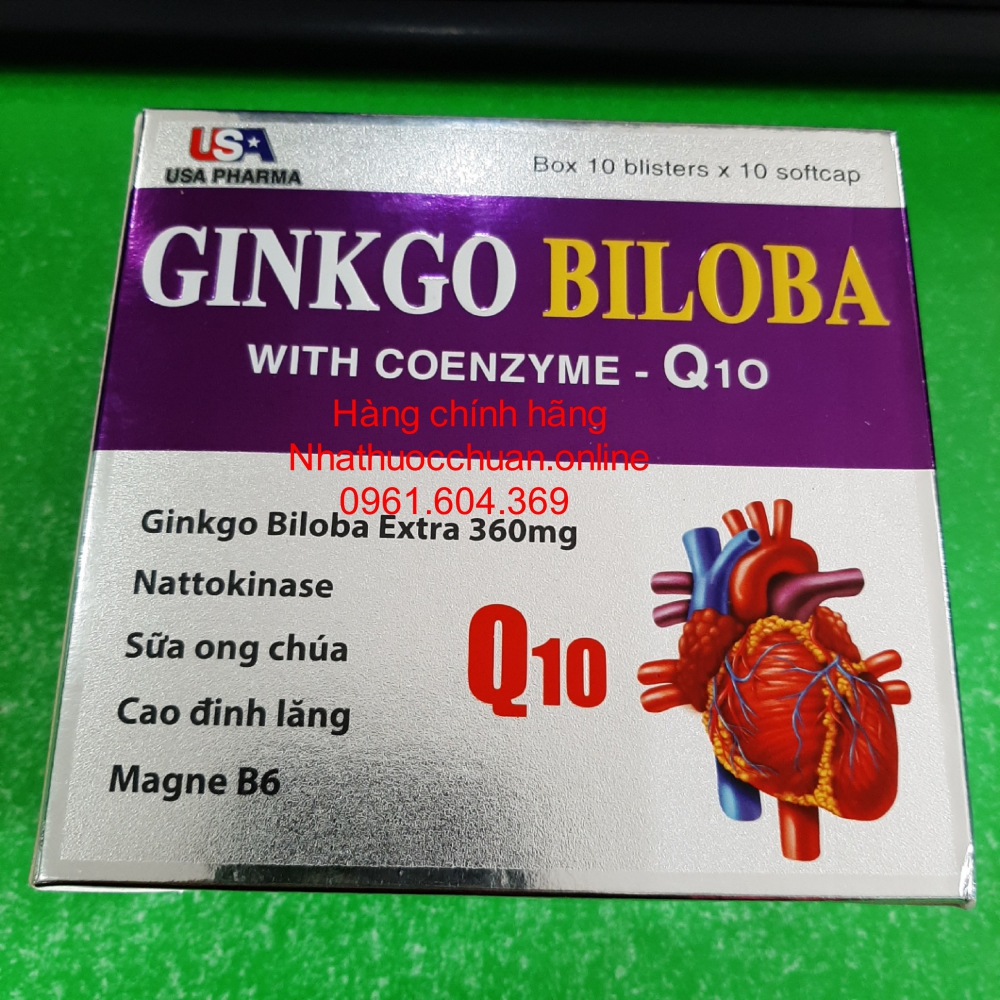 USA
USA PHARMA
Box 10 blisters x 10 softcap
GINKGO BILOBA
WITH COENZYME - Q10
Hàng chính hãng
Nhathuocchuan.online
0961.604.369
Ginkgo Biloba Extra 360mg
Nattokinase
Sữa ong chúa
Cao đinh lăng
Magne B6
Q10